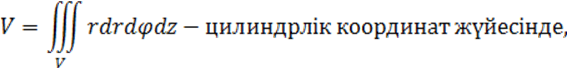 V = ∭_V r dr dφ dz − цилиндрлік координат жүйесінде,